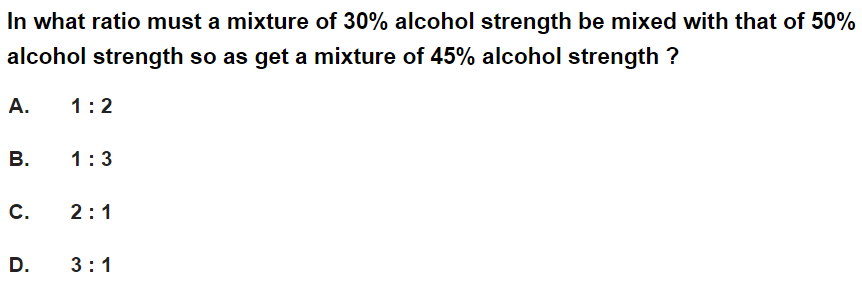 In what ratio must a mixture of 30% alcohol strength be mixed with that of 50%
alcohol strength so as get a mixture of 45% alcohol strength ?
A. 1 : 2
B. 1 : 3
C. 2 : 1
D. 3 : 1